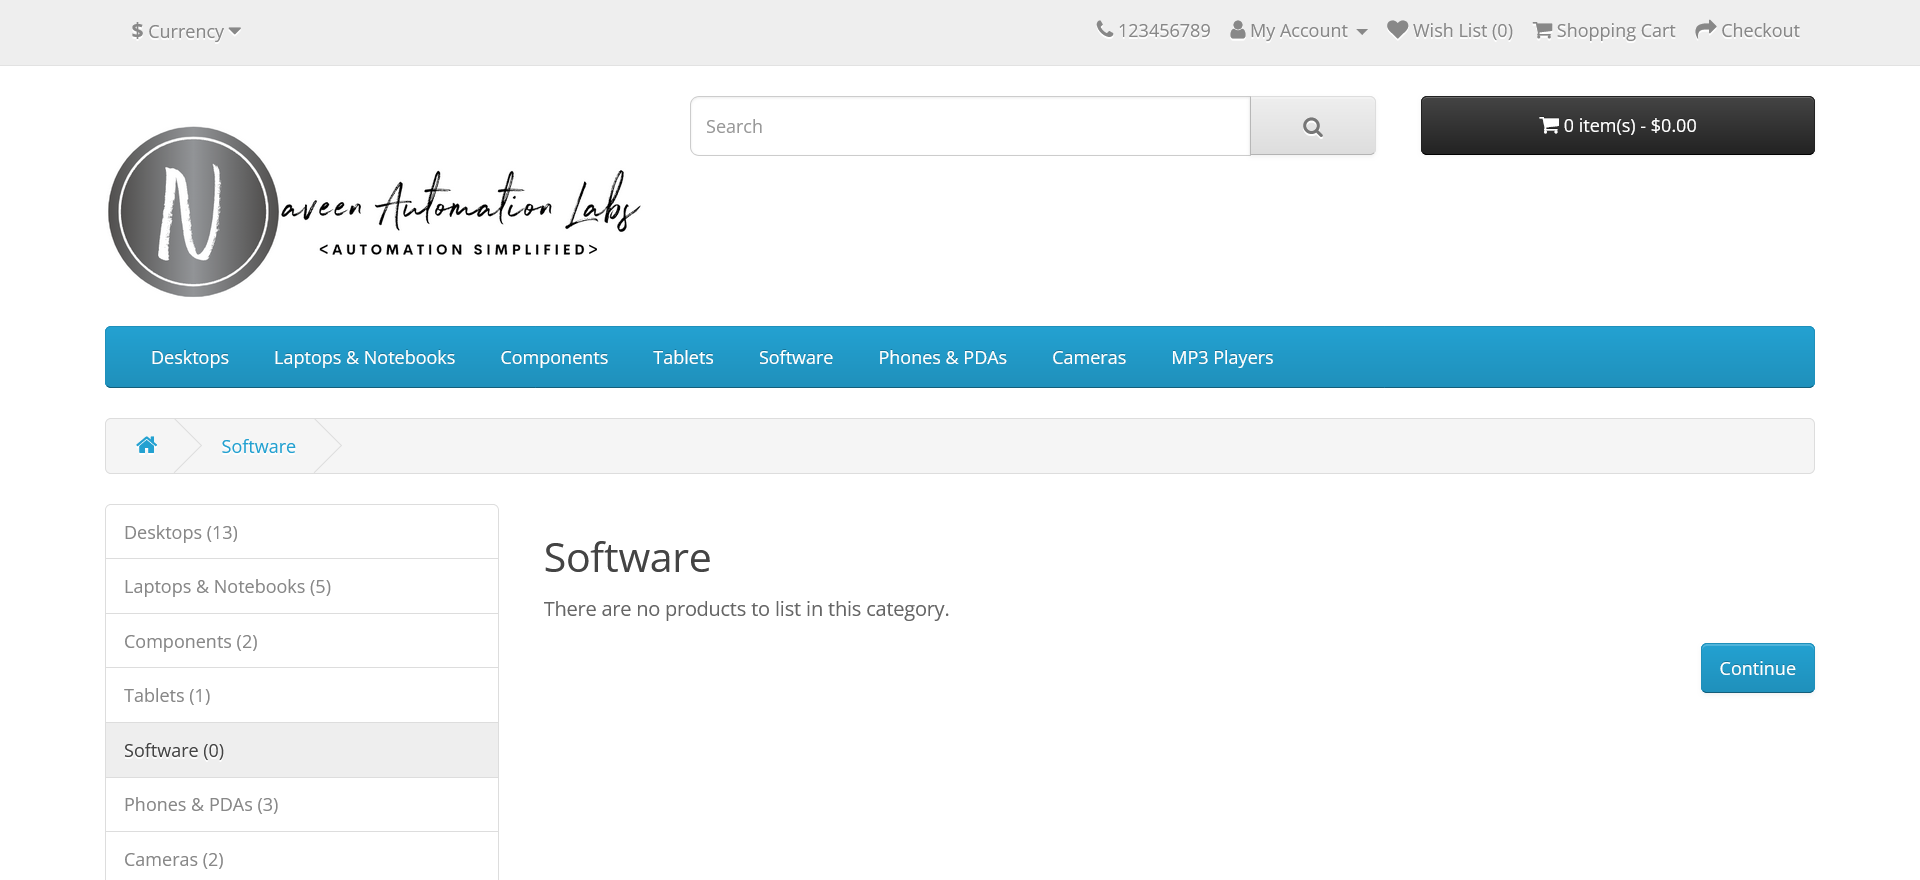 $ Currency
123456789 My Account Wish List (0) Shopping Cart Checkout
Search
0 item(s) - $0.00
Naveen Automation Labs
<AUTOMATION SIMPLIFIED>
Desktops Laptops & Notebooks Components Tablets Software Phones & PDAs Cameras MP3 Players
Software
Desktops (13)
Laptops & Notebooks (5)
Components (2)
Tablets (1)
Software (0)
Phones & PDAs (3)
Cameras (2)
Software
There are no products to list in this category.
Continue